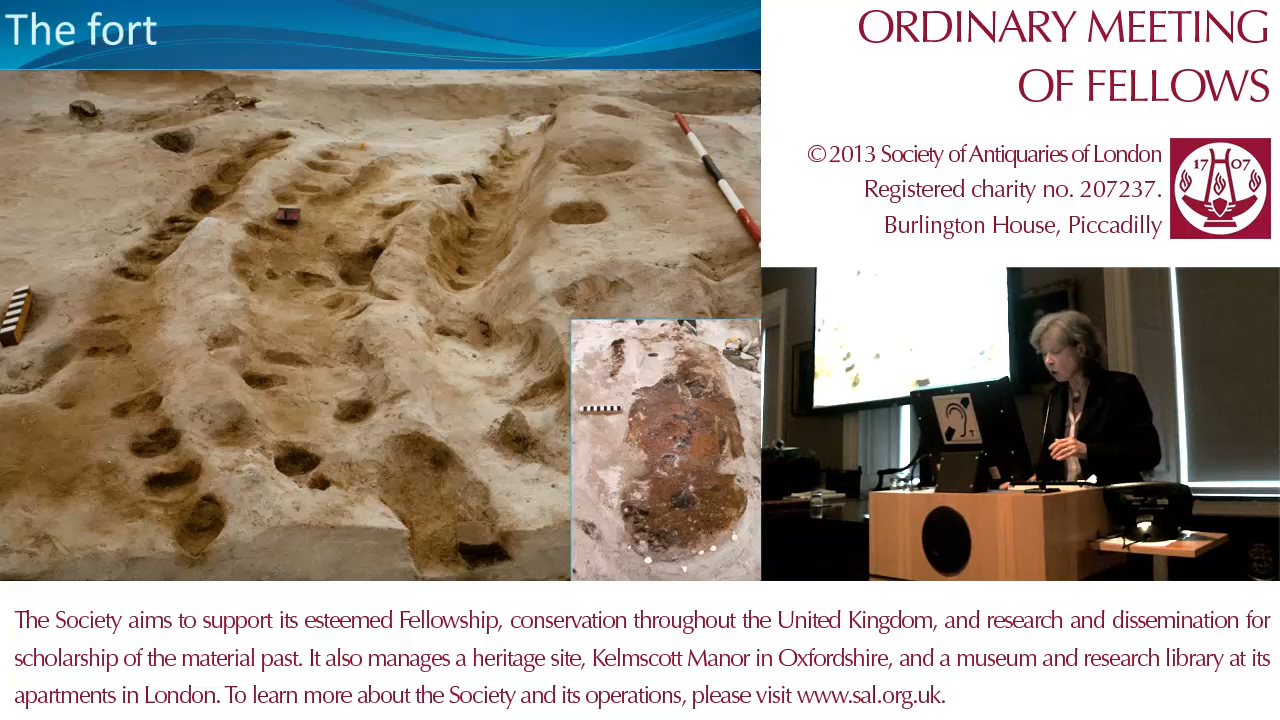 The fort
ORDINARY MEETING
OF FELLOWS
© 2013 Society of Antiquaries of London
Registered charity no. 207237.
Burlington House, Piccadilly
17 07
T
The Society aims to support its esteemed Fellowship, conservation throughout the United Kingdom, and research and dissemination for
scholarship of the material past. It also manages a heritage site, Kelmscott Manor in Oxfordshire, and a museum and research library at its
apartments in London. To learn more about the Society and its operations, please visit www.sal.org.uk.